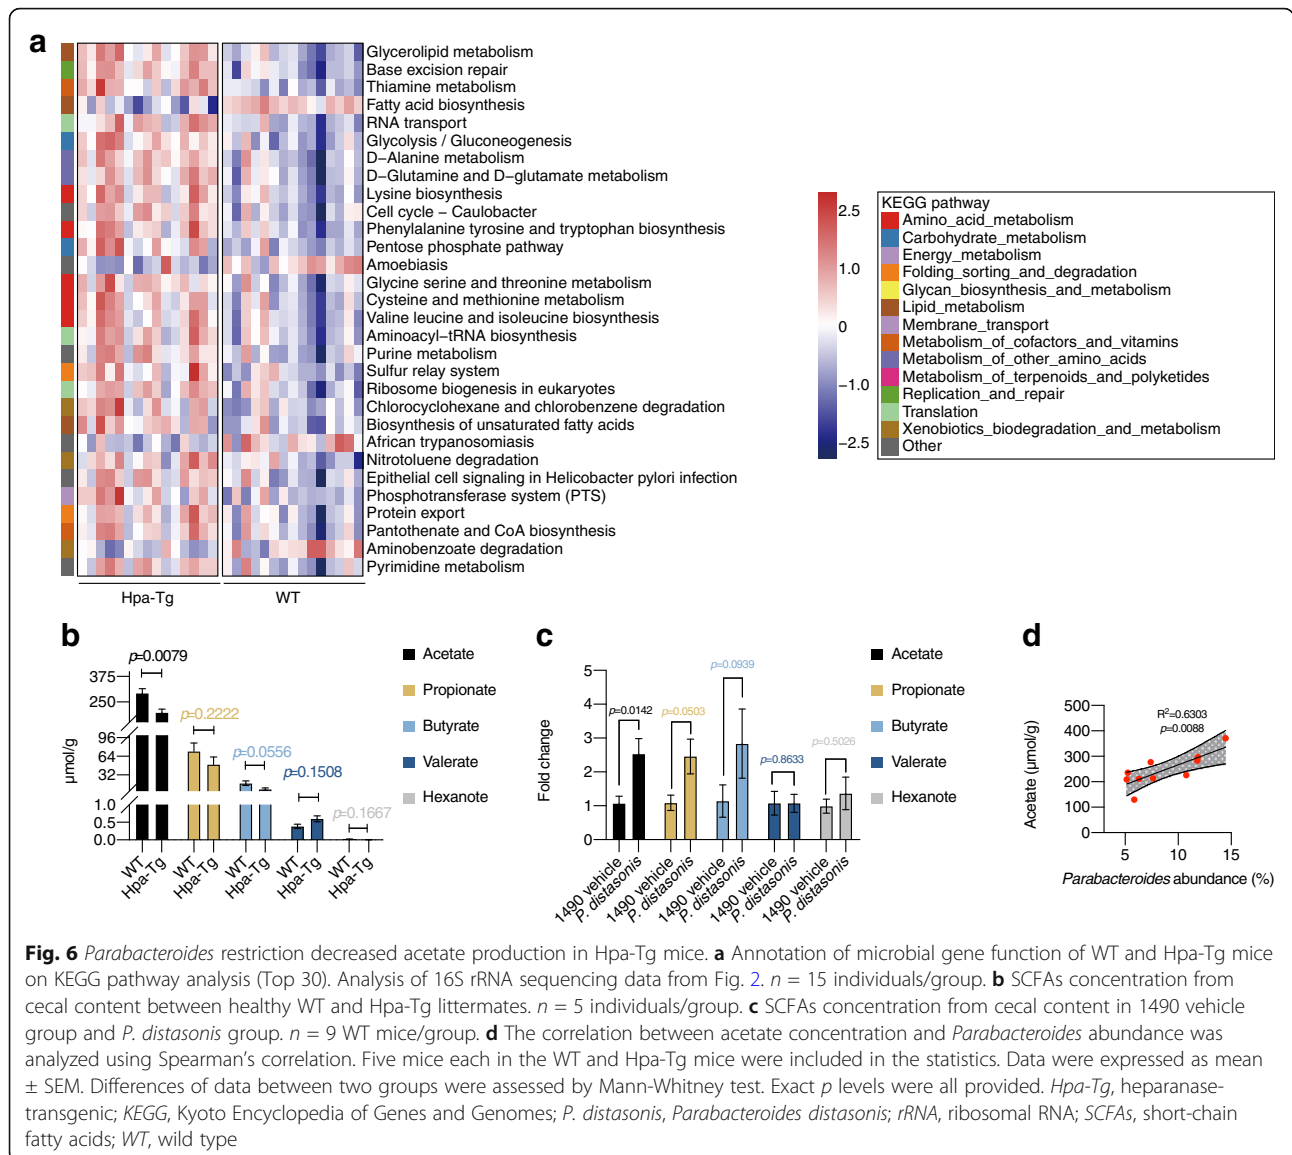 a
Glycerolipid metabolism
Base excision repair
Thiamine metabolism
Fatty acid biosynthesis
RNA transport
Glycolysis / Gluconeogenesis
D−Alanine metabolism
D−Glutamine and D−glutamate metabolism
Lysine biosynthesis
Cell cycle − Caulobacter
Phenylalanine tyrosine and tryptophan biosynthesis
Pentose phosphate pathway
Amoebiasis
Glycine serine and threonine metabolism
Cysteine and methionine metabolism
Valine leucine and isoleucine biosynthesis
Aminoacyl−tRNA biosynthesis
Purine metabolism
Sulfur relay system
Ribosome biogenesis in eukaryotes
Chlorocyclohexane and chlorobenzene degradation
Biosynthesis of unsaturated fatty acids
African trypanosomiasis
Nitrotoluene degradation
Epithelial cell signaling in Helicobacter pylori infection
Phosphotransferase system (PTS)
Protein export
Pantothenate and CoA biosynthesis
Aminobenzoate degradation
Pyrimidine metabolism
Hpa-Tg
WT
2.5
1.0
0
−1.0
−2.5
KEGG pathway
Amino_acid_metabolism
Carbohydrate_metabolism
Energy_metabolism
Folding_sorting_and_degradation
Glycan_biosynthesis_and_metabolism
Lipid_metabolism
Membrane_transport
Metabolism_of_cofactors_and_vitamins
Metabolism_of_other_amino_acids
Metabolism_of_terpenoids_and_polyketides
Replication_and_repair
Translation
Xenobiotics_biodegradation_and_metabolism
Other
b
p=0.0079
p=0.2222
p=0.0556
p=0.1508
p=0.1667
375
250
96
64
32
1.0
0.5
0.0
μmol/g
WT
Hpa-Tg
WT
Hpa-Tg
WT
Hpa-Tg
WT
Hpa-Tg
WT
Hpa-Tg
Acetate
Propionate
Butyrate
Valerate
Hexanote
c
p=0.0142
p=0.0503
p=0.0939
p=0.8633
p=0.5026
5
4
3
2
1
0
Fold change
1490 vehicle
P. distasonis
1490 vehicle
P. distasonis
1490 vehicle
P. distasonis
1490 vehicle
P. distasonis
1490 vehicle
P. distasonis
Acetate
Propionate
Butyrate
Valerate
Hexanote
d
R²=0.6303
p=0.0088
500
400
300
200
100
0
Acetate (μmol/g)
5
10
15
Parabacteroides abundance (%)
Fig. 6 Parabacteroides restriction decreased acetate production in Hpa-Tg mice. a Annotation of microbial gene function of WT and Hpa-Tg mice
on KEGG pathway analysis (Top 30). Analysis of 16S rRNA sequencing data from Fig. 2. n = 15 individuals/group. b SCFAs concentration from
cecal content between healthy WT and Hpa-Tg littermates. n = 5 individuals/group. c SCFAs concentration from cecal content in 1490 vehicle
group and P. distasonis group. n = 9 WT mice/group. d The correlation between acetate concentration and Parabacteroides abundance was
analyzed using Spearman's correlation. Five mice each in the WT and Hpa-Tg mice were included in the statistics. Data were expressed as mean
± SEM. Differences of data between two groups were assessed by Mann-Whitney test. Exact p levels were all provided. Hpa-Tg, heparanase-
transgenic; KEGG, Kyoto Encyclopedia of Genes and Genomes; P. distasonis, Parabacteroides distasonis; rRNA, ribosomal RNA; SCFAs, short-chain
fatty acids; WT, wild type